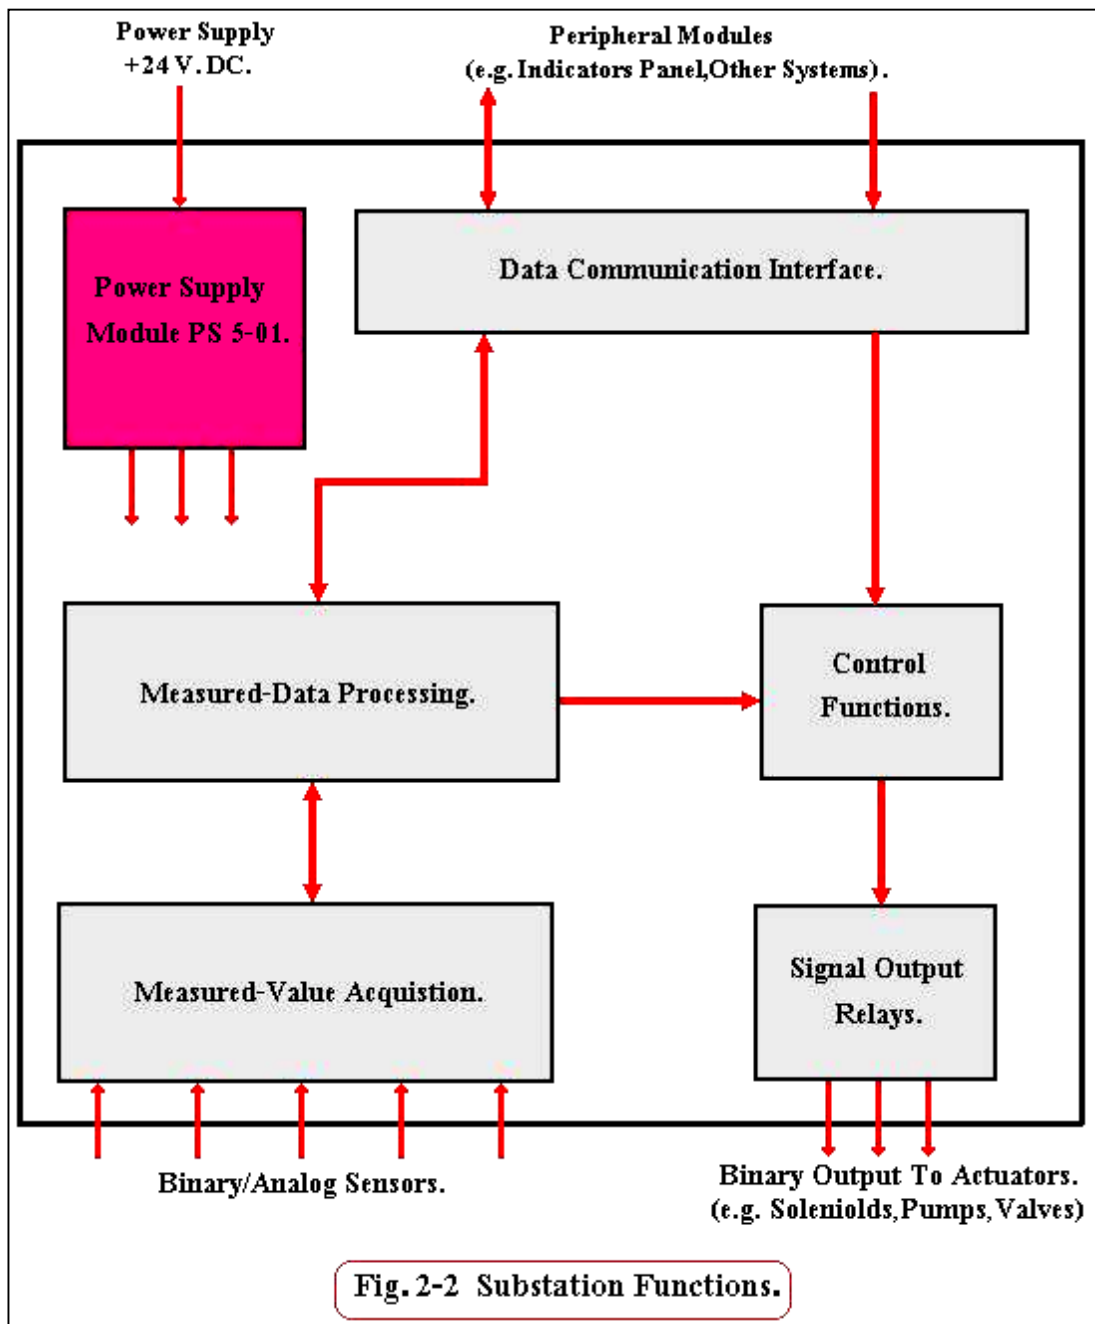 Power Supply
+24 V. DC.
Peripheral Modules
(e.g. Indicators Panel,Other Systems).
Power Supply
Module PS 5-01.
Data Communication Interface.
Measured-Data Processing.
Control
Functions.
Measured-Value Acquistion.
Signal Output
Relays.
Binary/Analog Sensors.
Binary Output To Actuators.
(e.g. Soleniolds,Pumps,Valves)
Fig. 2-2 Substation Functions.